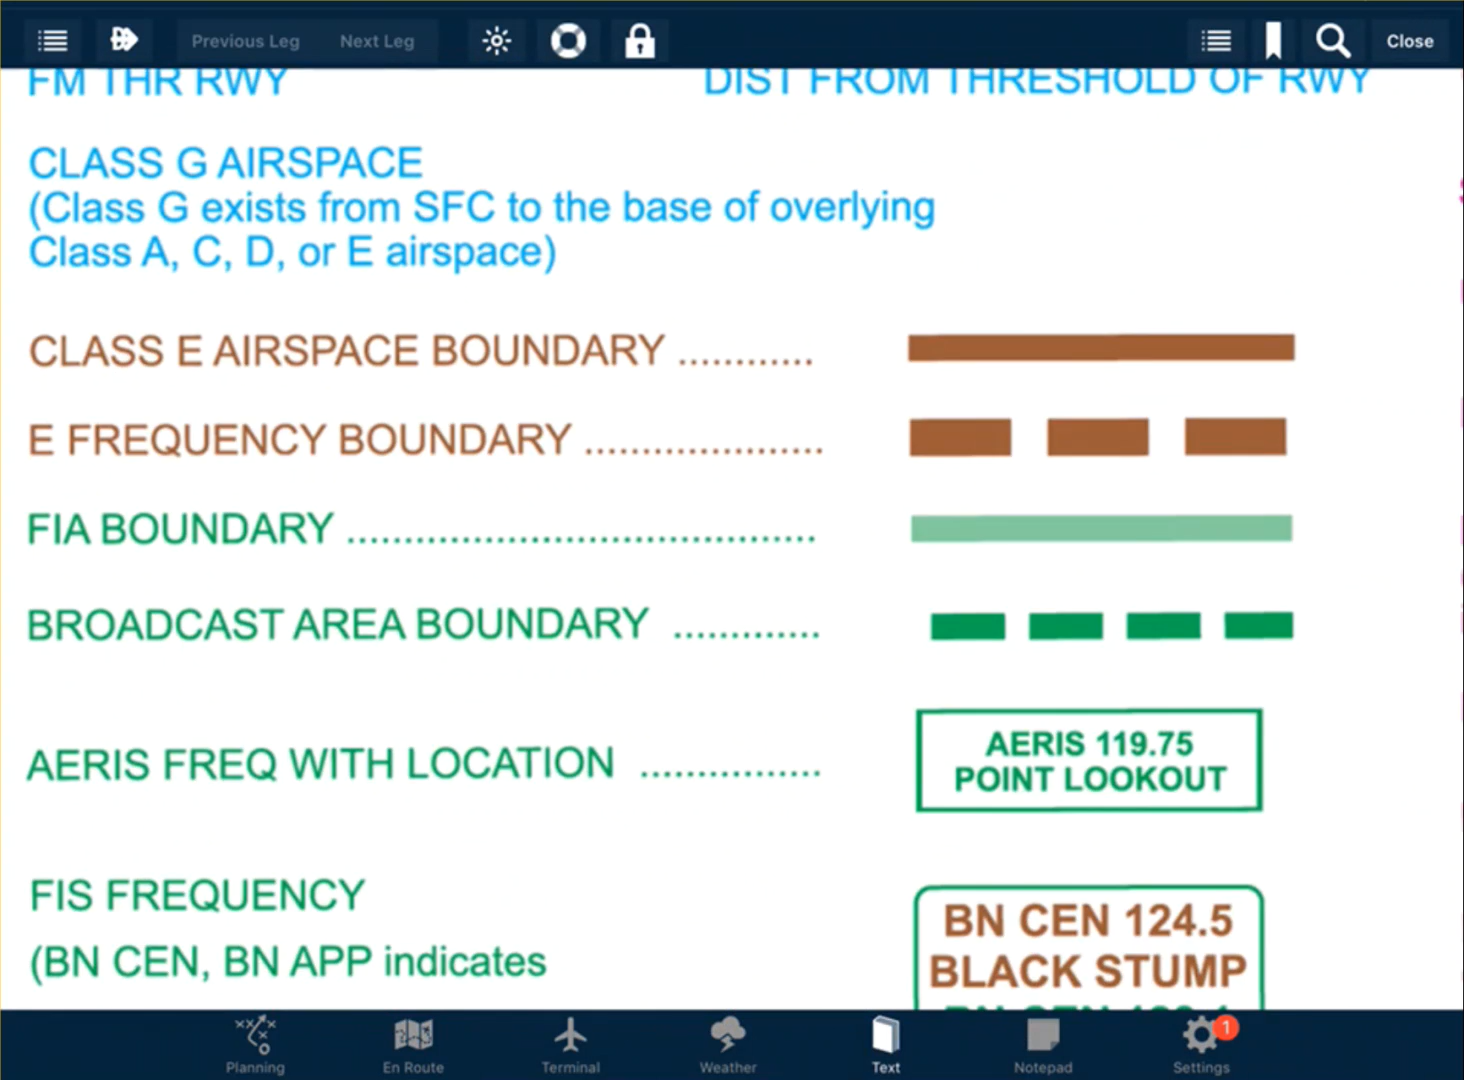 Previous Leg
Next Leg
Close
FM THR RWY
DIST FROM THRESHOLD OF RWY
CLASS G AIRSPACE
(Class G exists from SFC to the base of overlying
Class A, C, D, or E airspace)
CLASS E AIRSPACE BOUNDARY ............
E FREQUENCY BOUNDARY .....................
FIA BOUNDARY .........................................
BROADCAST AREA BOUNDARY .............
AERIS FREQ WITH LOCATION ................
AERIS 119.75
POINT LOOKOUT
FIS FREQUENCY
(BN CEN, BN APP indicates
BN CEN 124.5
BLACK STUMP
Planning
En Route
Terminal
Weather
Text
Notepad
1
Settings